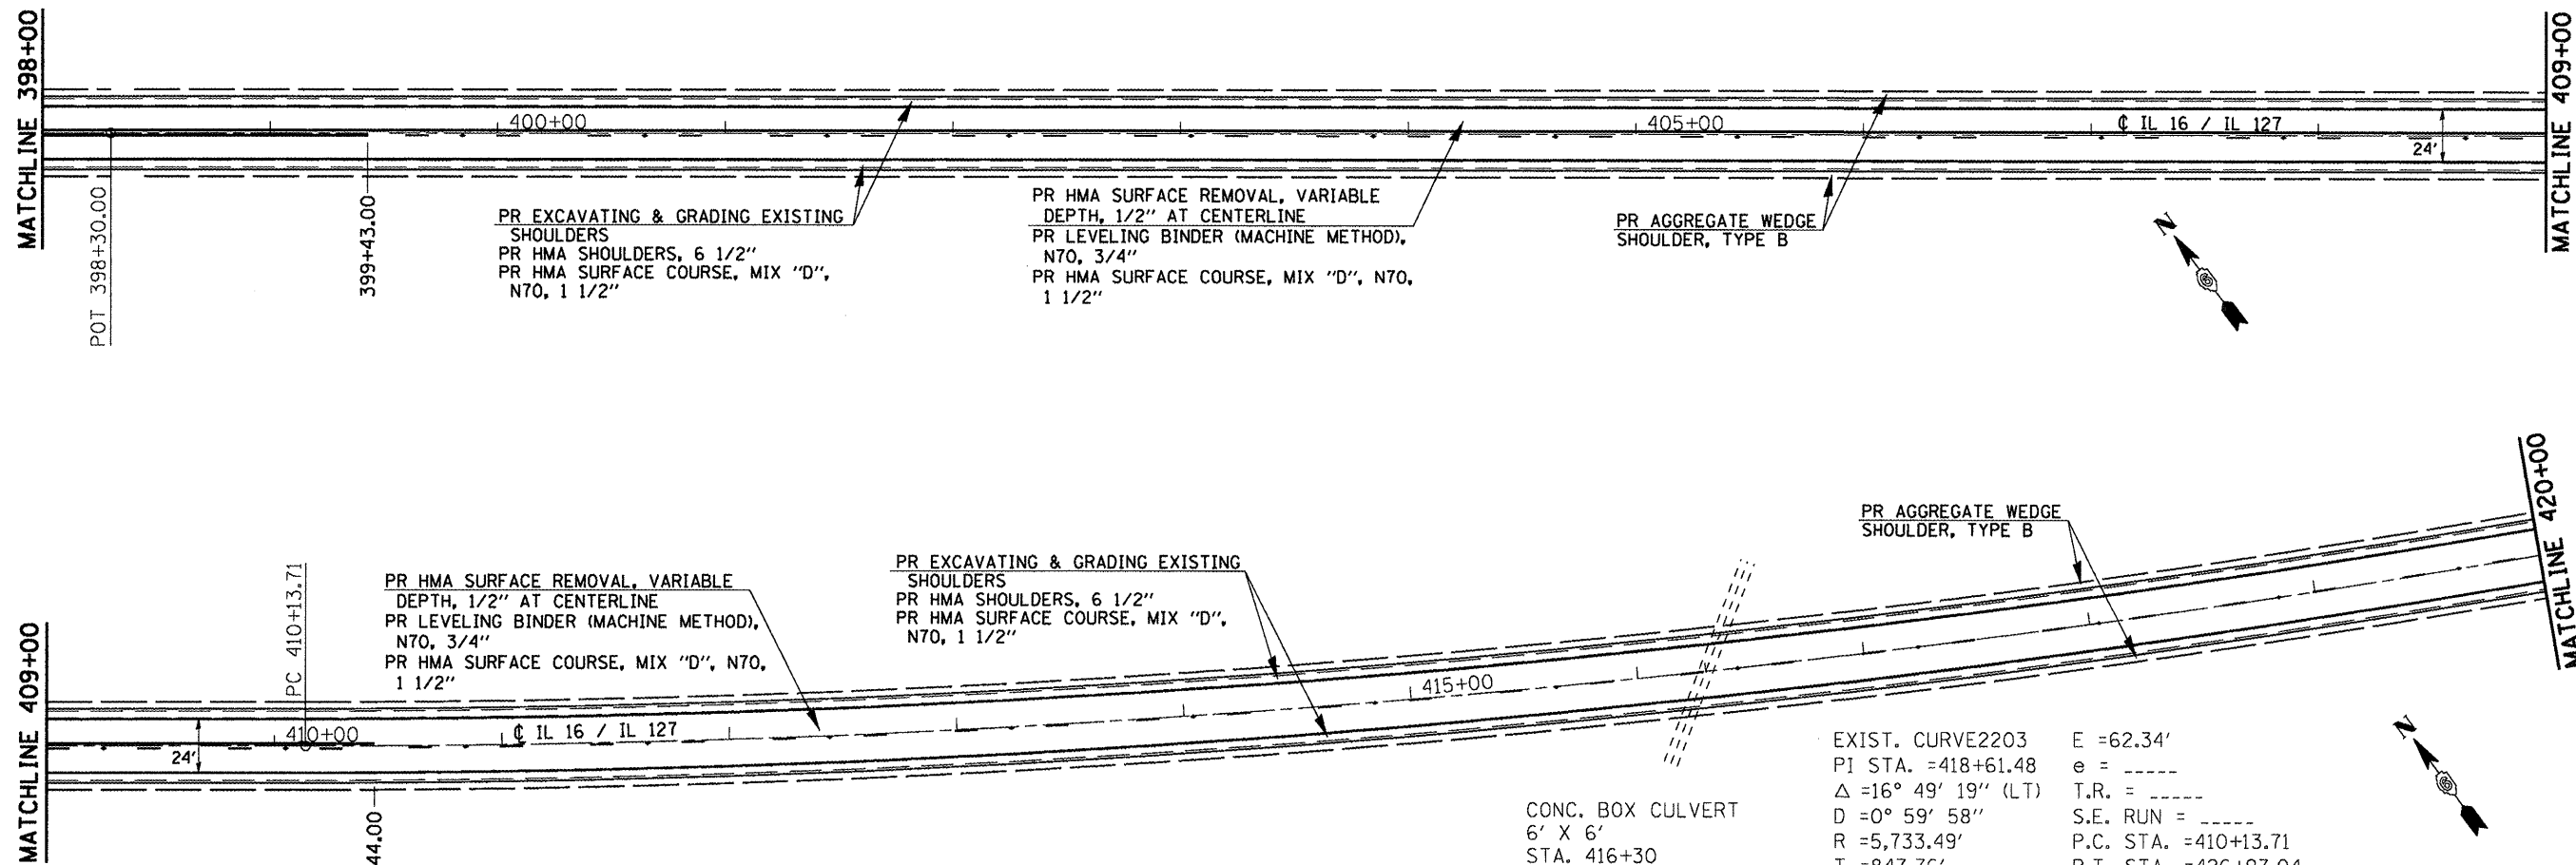 MATCHLINE 398+00
MATCHLINE 409+00
400+00
405+00
℄ IL 16 / IL 127
24'
POT 398+30.00
399+43.00
PR EXCAVATING & GRADING EXISTING
SHOULDERS
PR HMA SHOULDERS, 6 1/2"
PR HMA SURFACE COURSE, MIX "D",
N70, 1 1/2"
PR HMA SURFACE REMOVAL, VARIABLE
DEPTH, 1/2" AT CENTERLINE
PR LEVELING BINDER (MACHINE METHOD),
N70, 3/4"
PR HMA SURFACE COURSE, MIX "D", N70,
1 1/2"
PR AGGREGATE WEDGE
SHOULDER, TYPE B
N
MATCHLINE 409+00
MATCHLINE 420+00
PC 410+13.71
PR HMA SURFACE REMOVAL, VARIABLE
DEPTH, 1/2" AT CENTERLINE
PR LEVELING BINDER (MACHINE METHOD),
N70, 3/4"
PR HMA SURFACE COURSE, MIX "D", N70,
1 1/2"
PR EXCAVATING & GRADING EXISTING
SHOULDERS
PR HMA SHOULDERS, 6 1/2"
PR HMA SURFACE COURSE, MIX "D",
N70, 1 1/2"
PR AGGREGATE WEDGE
SHOULDER, TYPE B
24'
410+00
℄ IL 16 / IL 127
415+00
44.00
CONC. BOX CULVERT
6' X 6'
STA. 416+30
EXIST. CURVE2203
PI STA. =418+61.48
Δ =16° 49' 19" (LT)
D =0° 59' 58"
R =5,733.49'
T =847.76'
E =62.34'
e = _____
T.R. = _____
S.E. RUN = _____
P.C. STA. =410+13.71
P.T. STA. =426+97.04
N